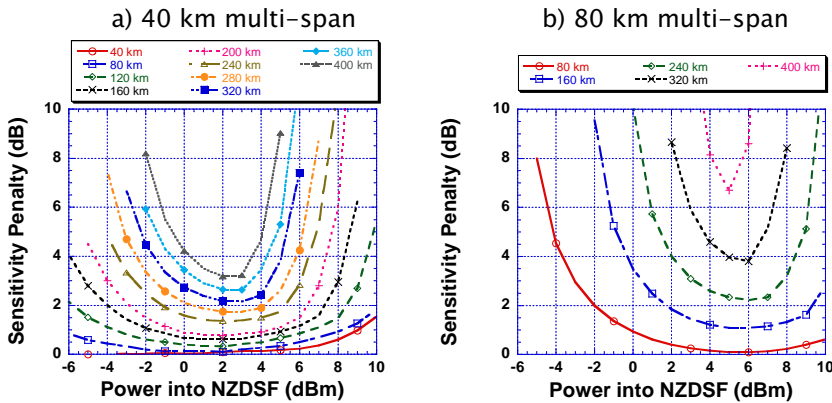 a) 40 km multi-span
40 km
80 km
120 km
160 km
200 km
240 km
280 km
320 km
360 km
400 km
Sensitivity Penalty (dB)
10
8
6
4
2
0
-6 -4 -2 -0 2 4 6 8 10
Power into NZDSF (dBm)
b) 80 km multi-span
80 km
160 km
240 km
320 km
400 km
Sensitivity Penalty (dB)
10
8
6
4
2
0
-6 -4 -2 0 2 4 6 8 10
Power into NZDSF (dBm)